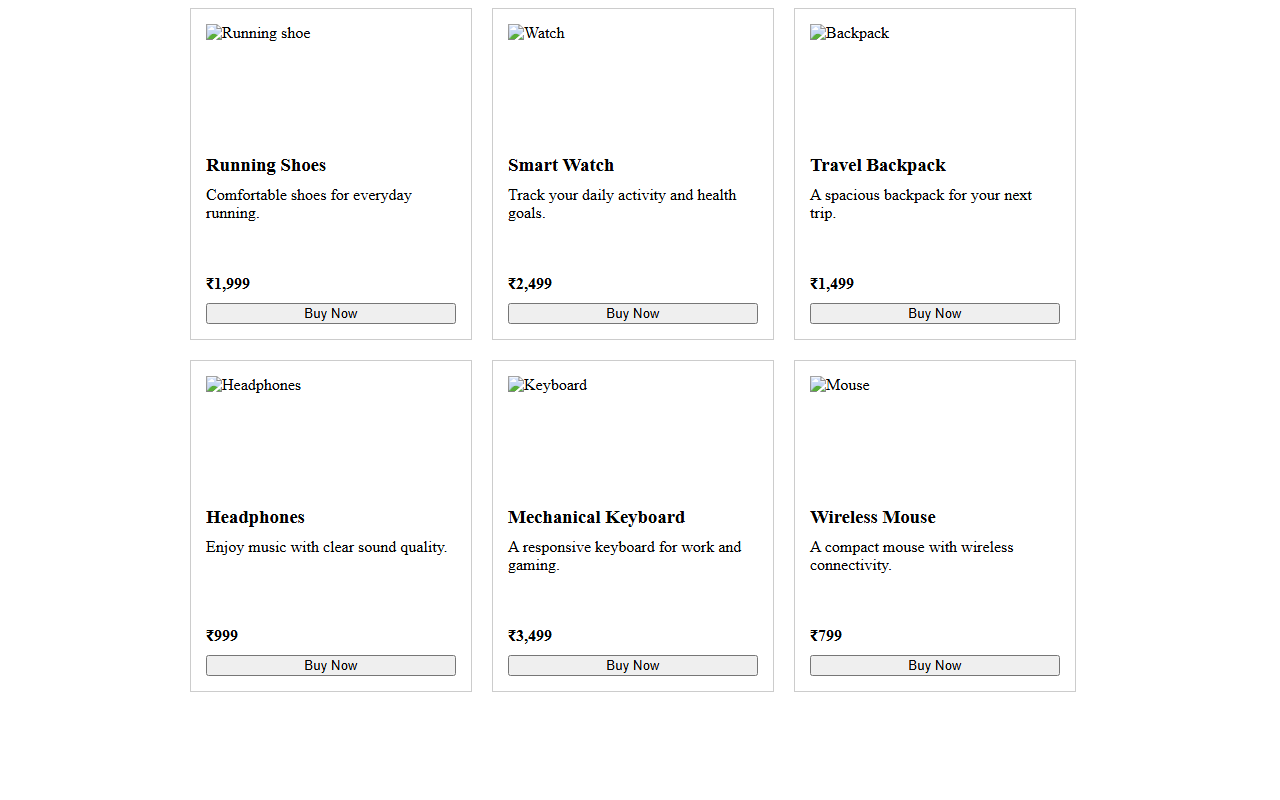 Running shoe
Watch
Backpack
Running Shoes
Smart Watch
Travel Backpack
Comfortable shoes for everyday
running.
Track your daily activity and health
goals.
A spacious backpack for your next
trip.
₹1,999
₹2,499
₹1,499
Buy Now
Buy Now
Buy Now
Headphones
Keyboard
Mouse
Headphones
Mechanical Keyboard
Wireless Mouse
Enjoy music with clear sound quality.
A responsive keyboard for work and
gaming.
A compact mouse with wireless
connectivity.
₹999
₹3,499
₹799
Buy Now
Buy Now
Buy Now